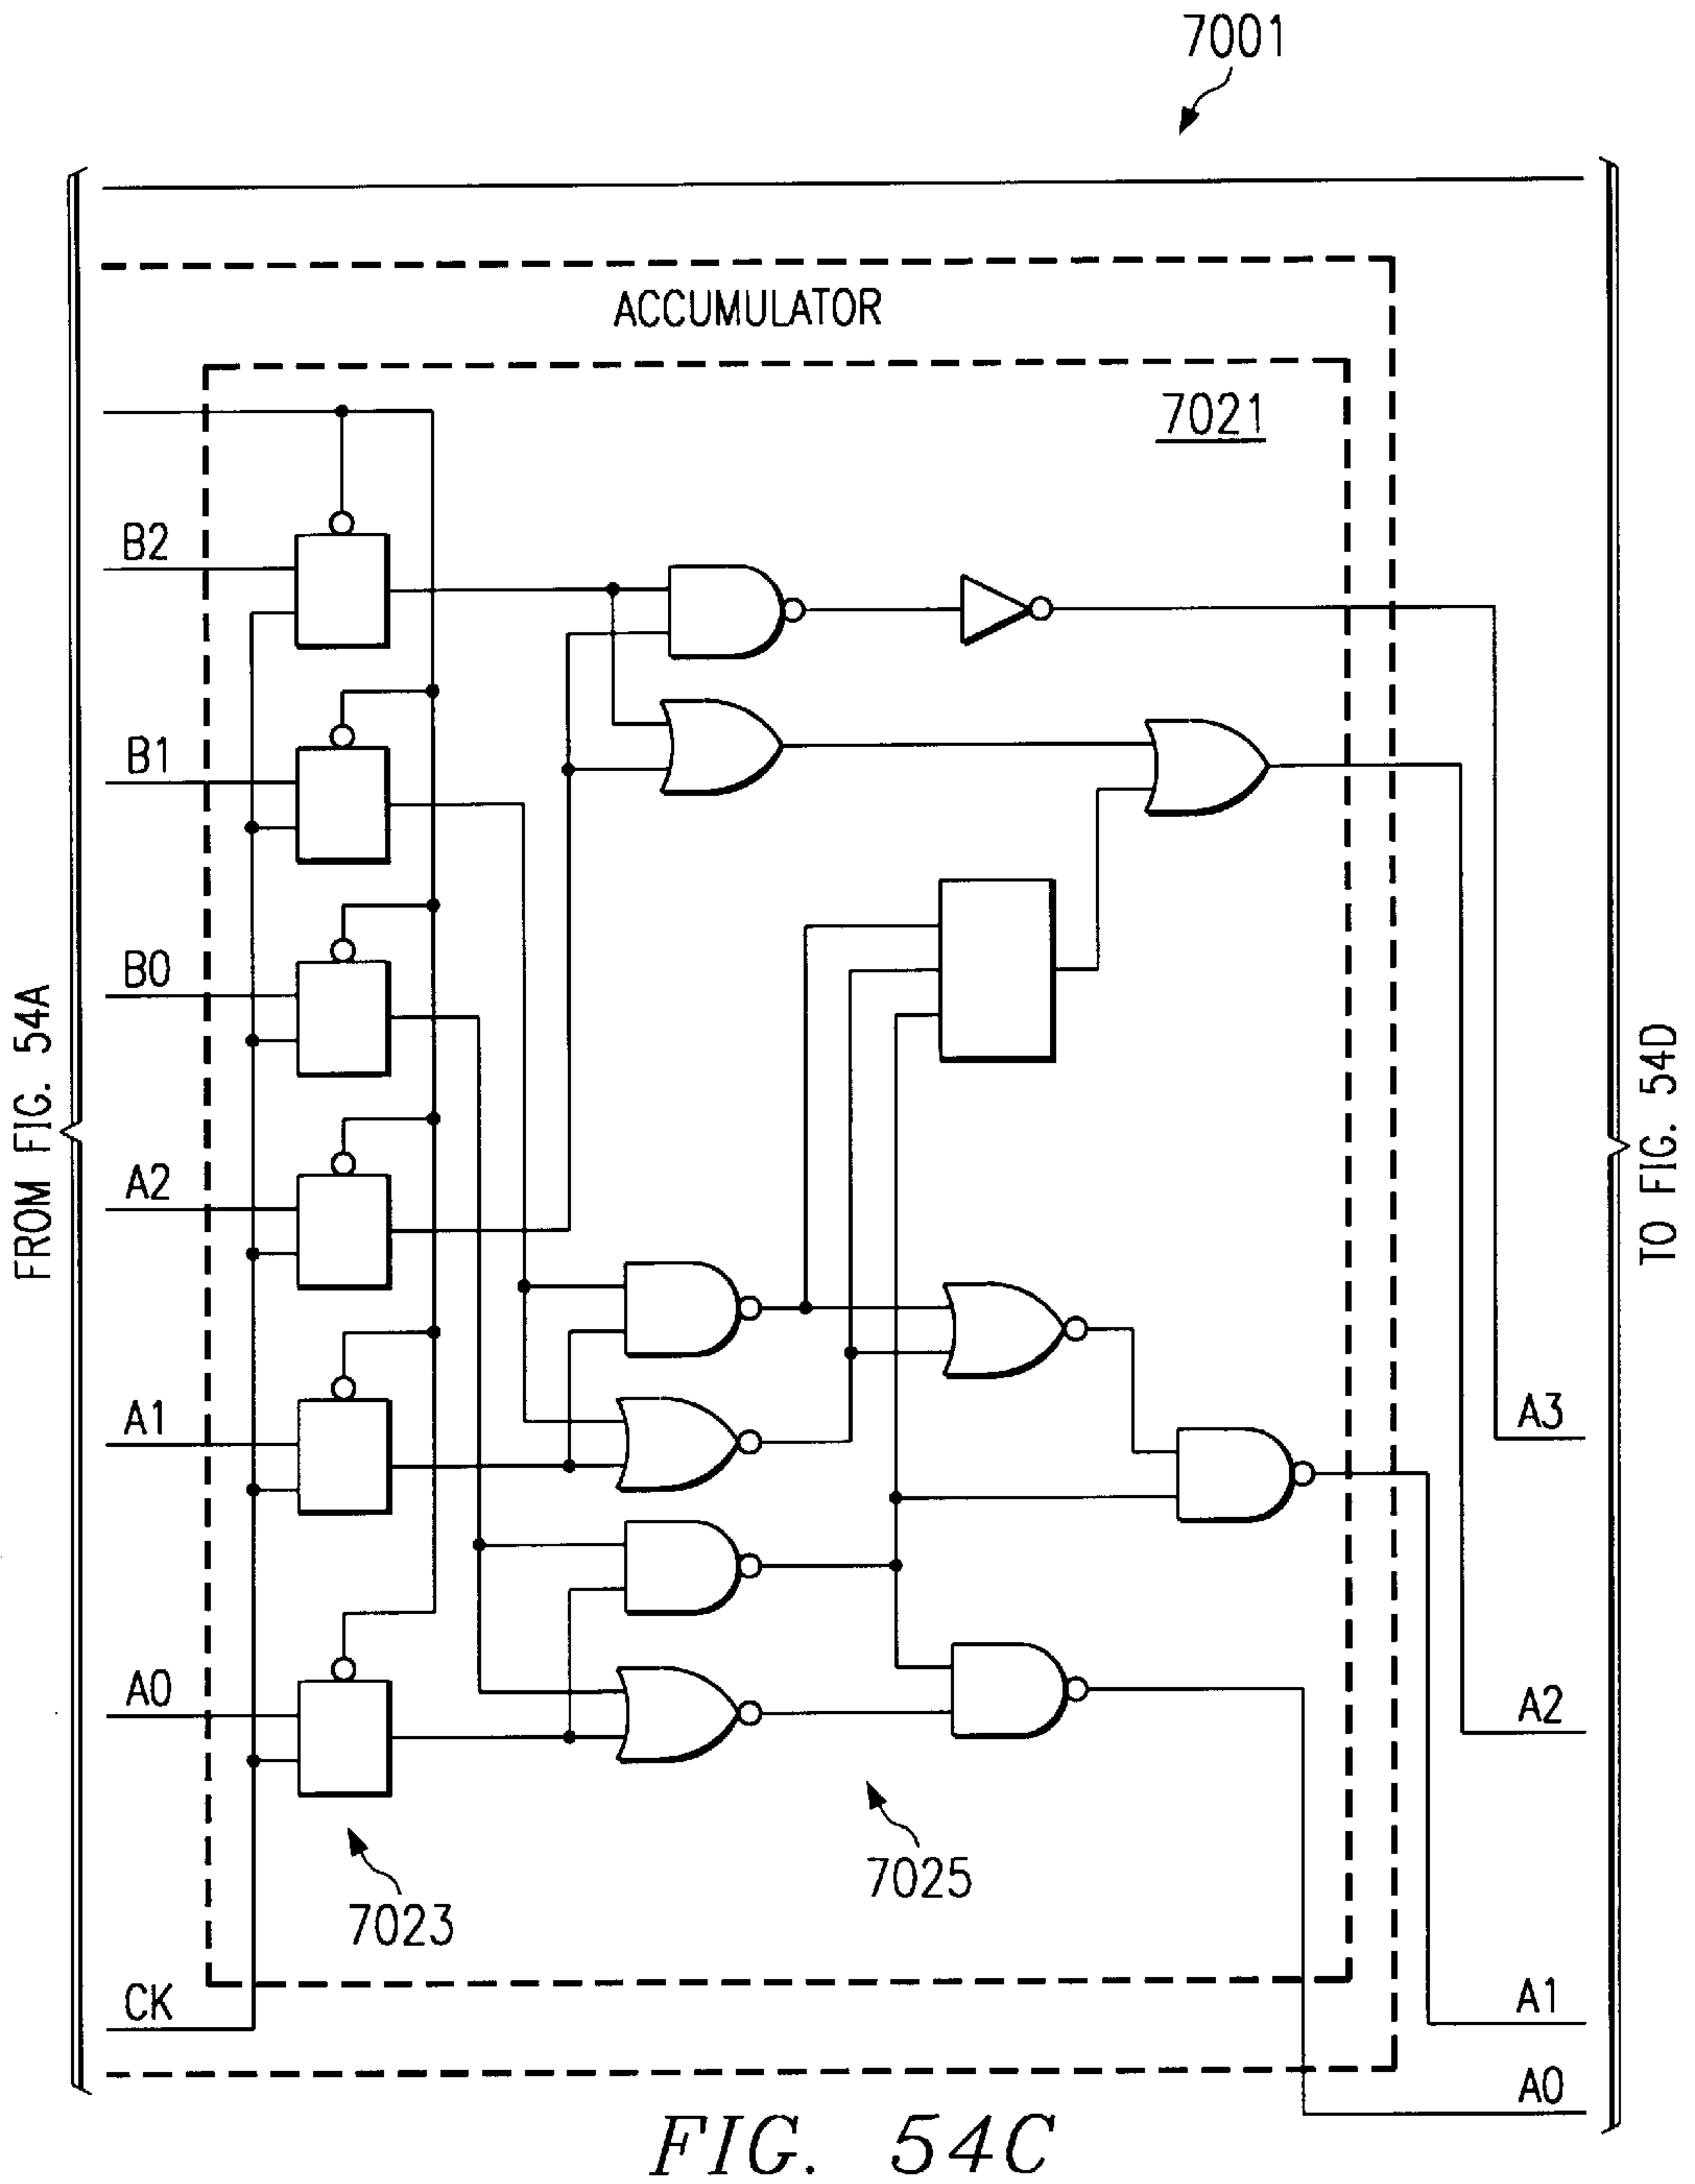 7001
ACCUMULATOR
7021
B2
B1
B0
A2
A1
A0
CK
FROM FIG. 54A
7023
7025
A3
A2
A1
A0
TO FIG. 54D
FIG. 54C